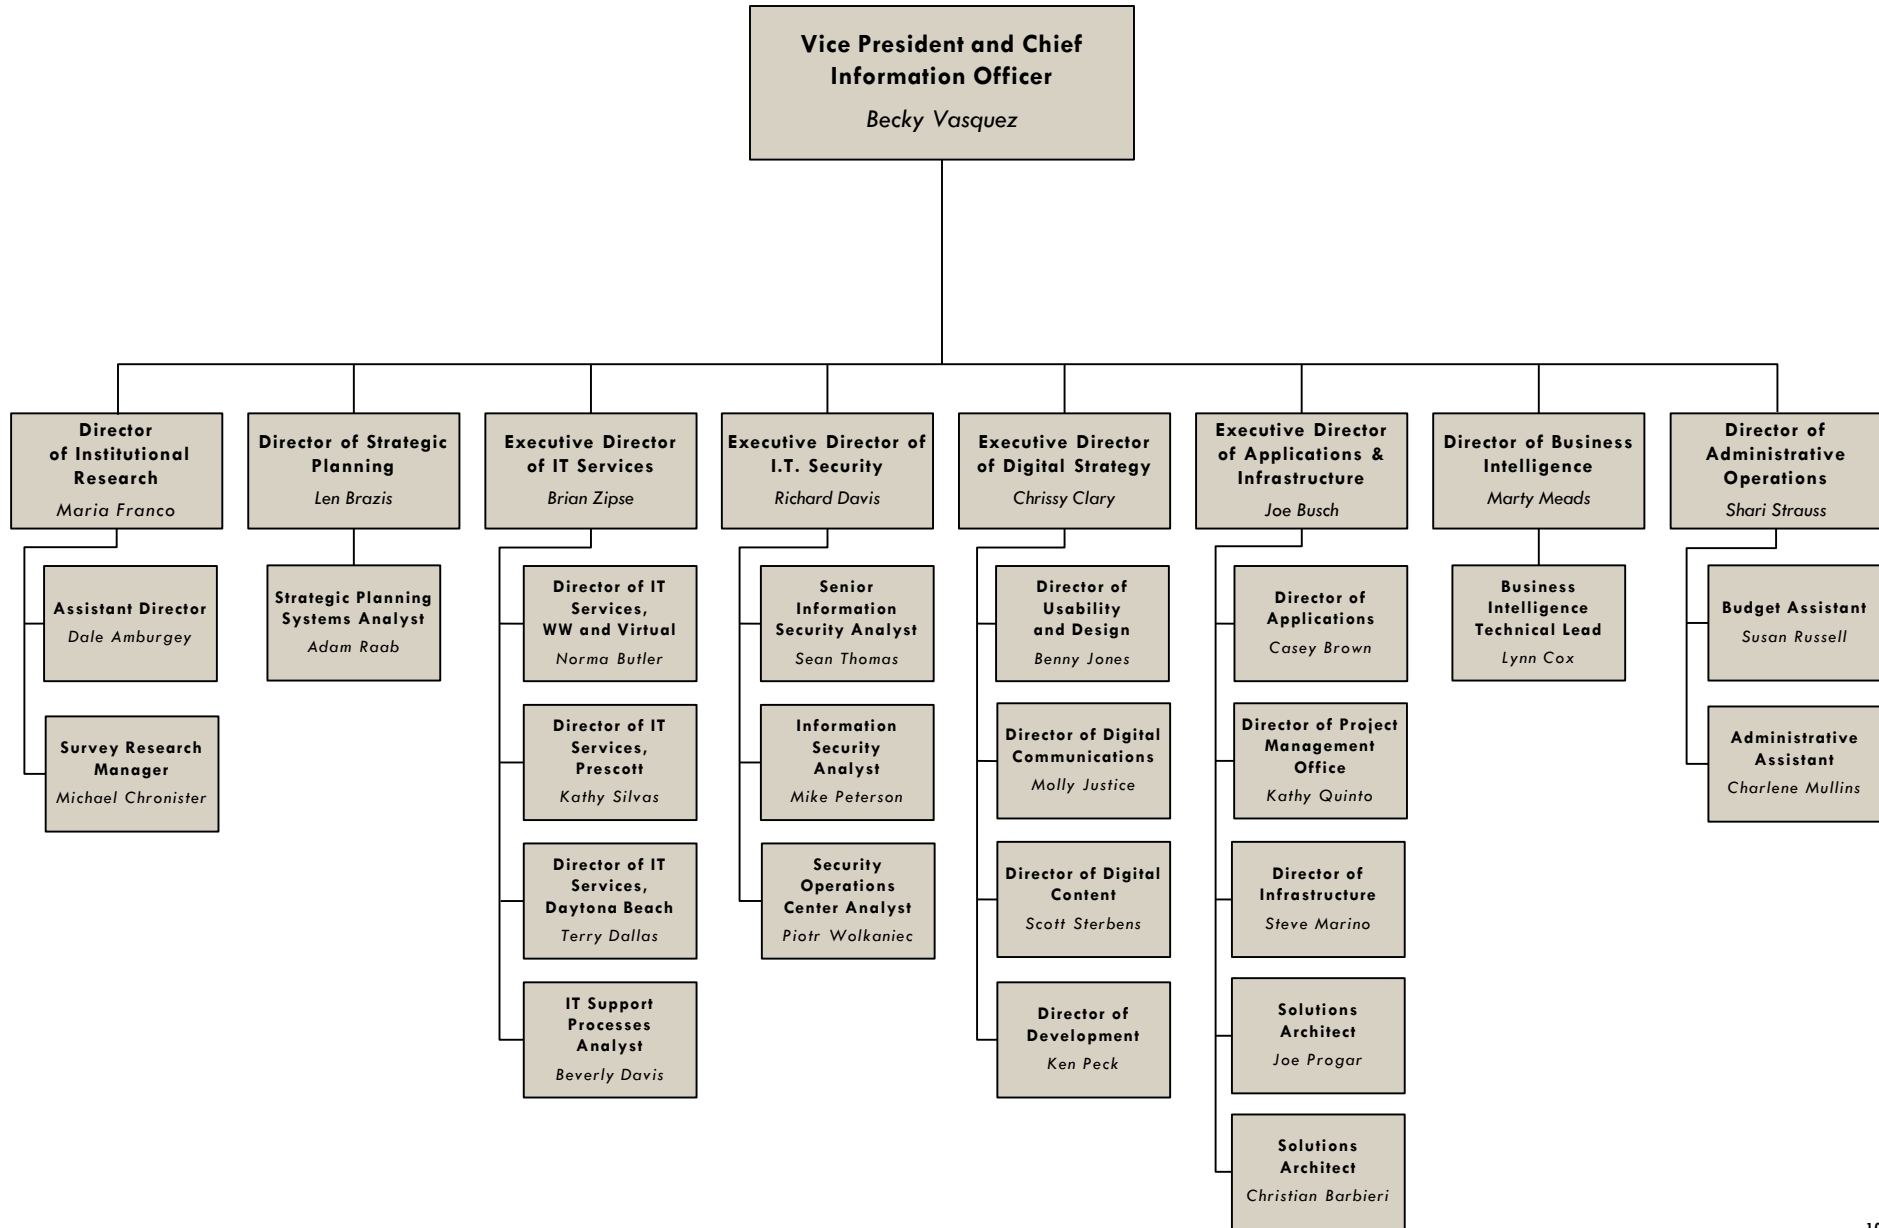 Vice President and Chief
Information Officer
Becky Vasquez
Director
of Institutional
Research
Maria Franco
Assistant Director
Dale Amburgey
Survey Research
Manager
Michael Chronister
Director of Strategic
Planning
Len Brazis
Strategic Planning
Systems Analyst
Adam Raab
Executive Director
of IT Services
Brian Zipse
Director of IT
Services,
WW and Virtual
Norma Butler
Director of IT
Services,
Prescott
Kathy Silvas
Director of IT
Services,
Daytona Beach
Terry Dallas
IT Support
Processes
Analyst
Beverly Davis
Executive Director of
I.T. Security
Richard Davis
Senior
Information
Security Analyst
Sean Thomas
Information
Security
Analyst
Mike Peterson
Security
Operations
Center Analyst
Piotr Wolkaniec
Executive Director
of Digital Strategy
Chrissy Clary
Director of
Usability
and Design
Benny Jones
Director of Digital
Communications
Molly Justice
Director of Digital
Content
Scott Sterbens
Director of
Development
Ken Peck
Executive Director
of Applications &
Infrastructure
Joe Busch
Director of
Applications
Casey Brown
Director of Project
Management
Office
Kathy Quinto
Director of
Infrastructure
Steve Marino
Solutions
Architect
Joe Progar
Solutions
Architect
Christian Barbieri
Director of Business
Intelligence
Marty Meads
Business
Intelligence
Technical Lead
Lynn Cox
Director of
Administrative
Operations
Shari Strauss
Budget Assistant
Susan Russell
Administrative
Assistant
Charlene Mullins